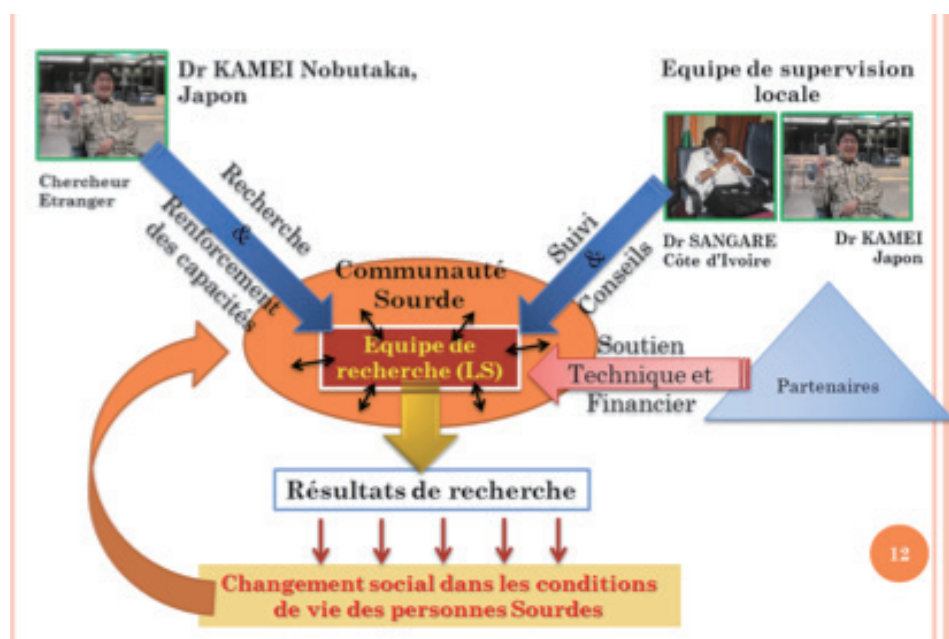 Dr KAMEI Nobutaka,
Japon
Equipe de supervision
locale
Chercheur
Etranger
Dr SANGARE
Côte d'Ivoire
Dr KAMEI
Japon
Recherche
&
Renforcement
des capacités
Suivi
&
Conseils
Communauté
Sourde
Equipe de
recherche (LS)
Soutien
Technique et
Financier
Partenaires
Résultats de recherche
12
Changement social dans les conditions
de vie des personnes Sourdes